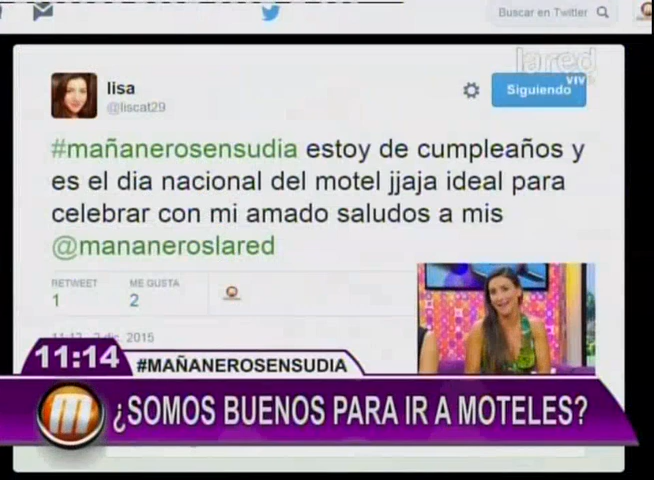 Buscar en Twitter
lared
VIVO
lisa
@liscat29
Siguiendo
#mañanerosensudia estoy de cumpleaños y
es el dia nacional del motel jjaja ideal para
celebrar con mi amado saludos a mis
@mananeroslared
RETWEET
1
ME GUSTA
2
dic. 2015
11:14
#MAÑANEROSENSUDIA
m
¿SOMOS BUENOS PARA IR A MOTELES?